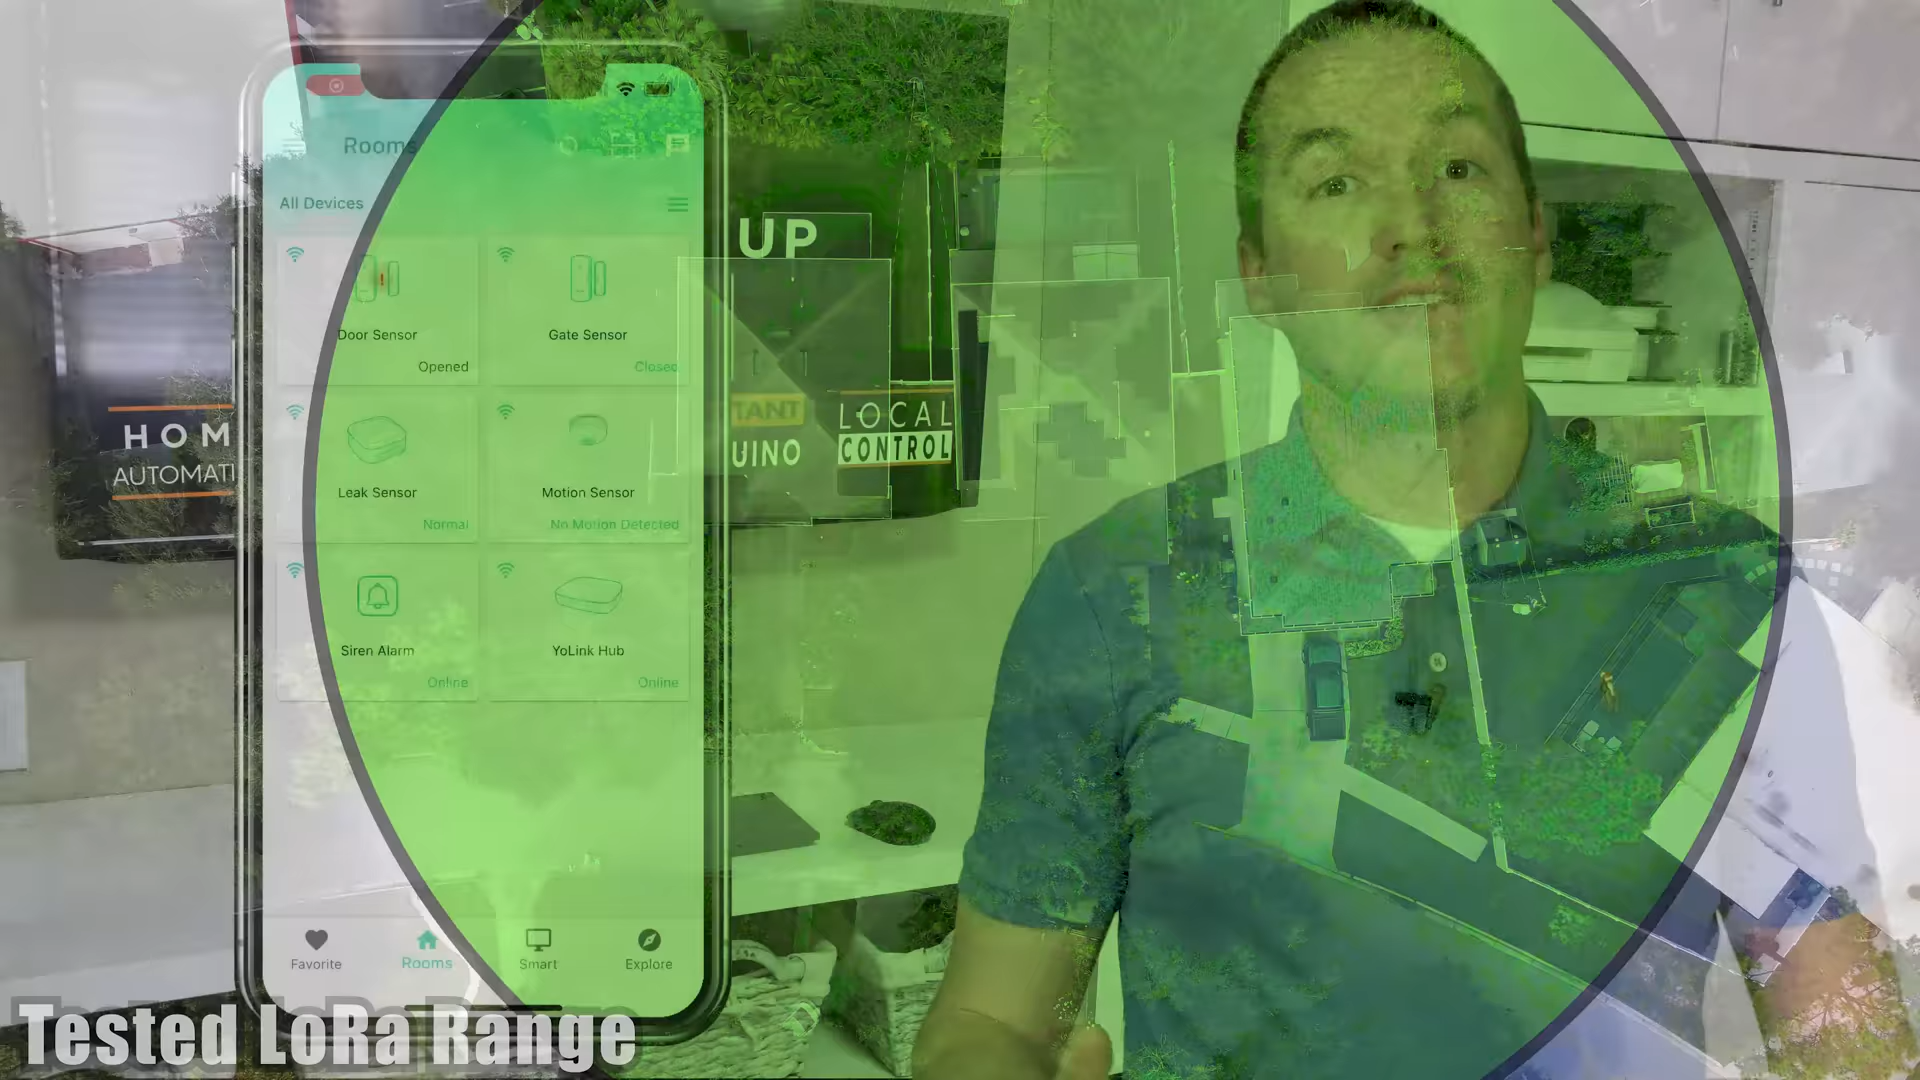 Rooms
All Devices
Door Sensor
Opened
Gate Sensor
Closed
Leak Sensor
Normal
Motion Sensor
No Motion Detected
Siren Alarm
Online
YoLink Hub
Online
Favorite
Rooms
Smart
Explore
HOM
AUTOMATI
UP
TANT
UINO
LOCAL
CONTROL
Tested LoRa Range